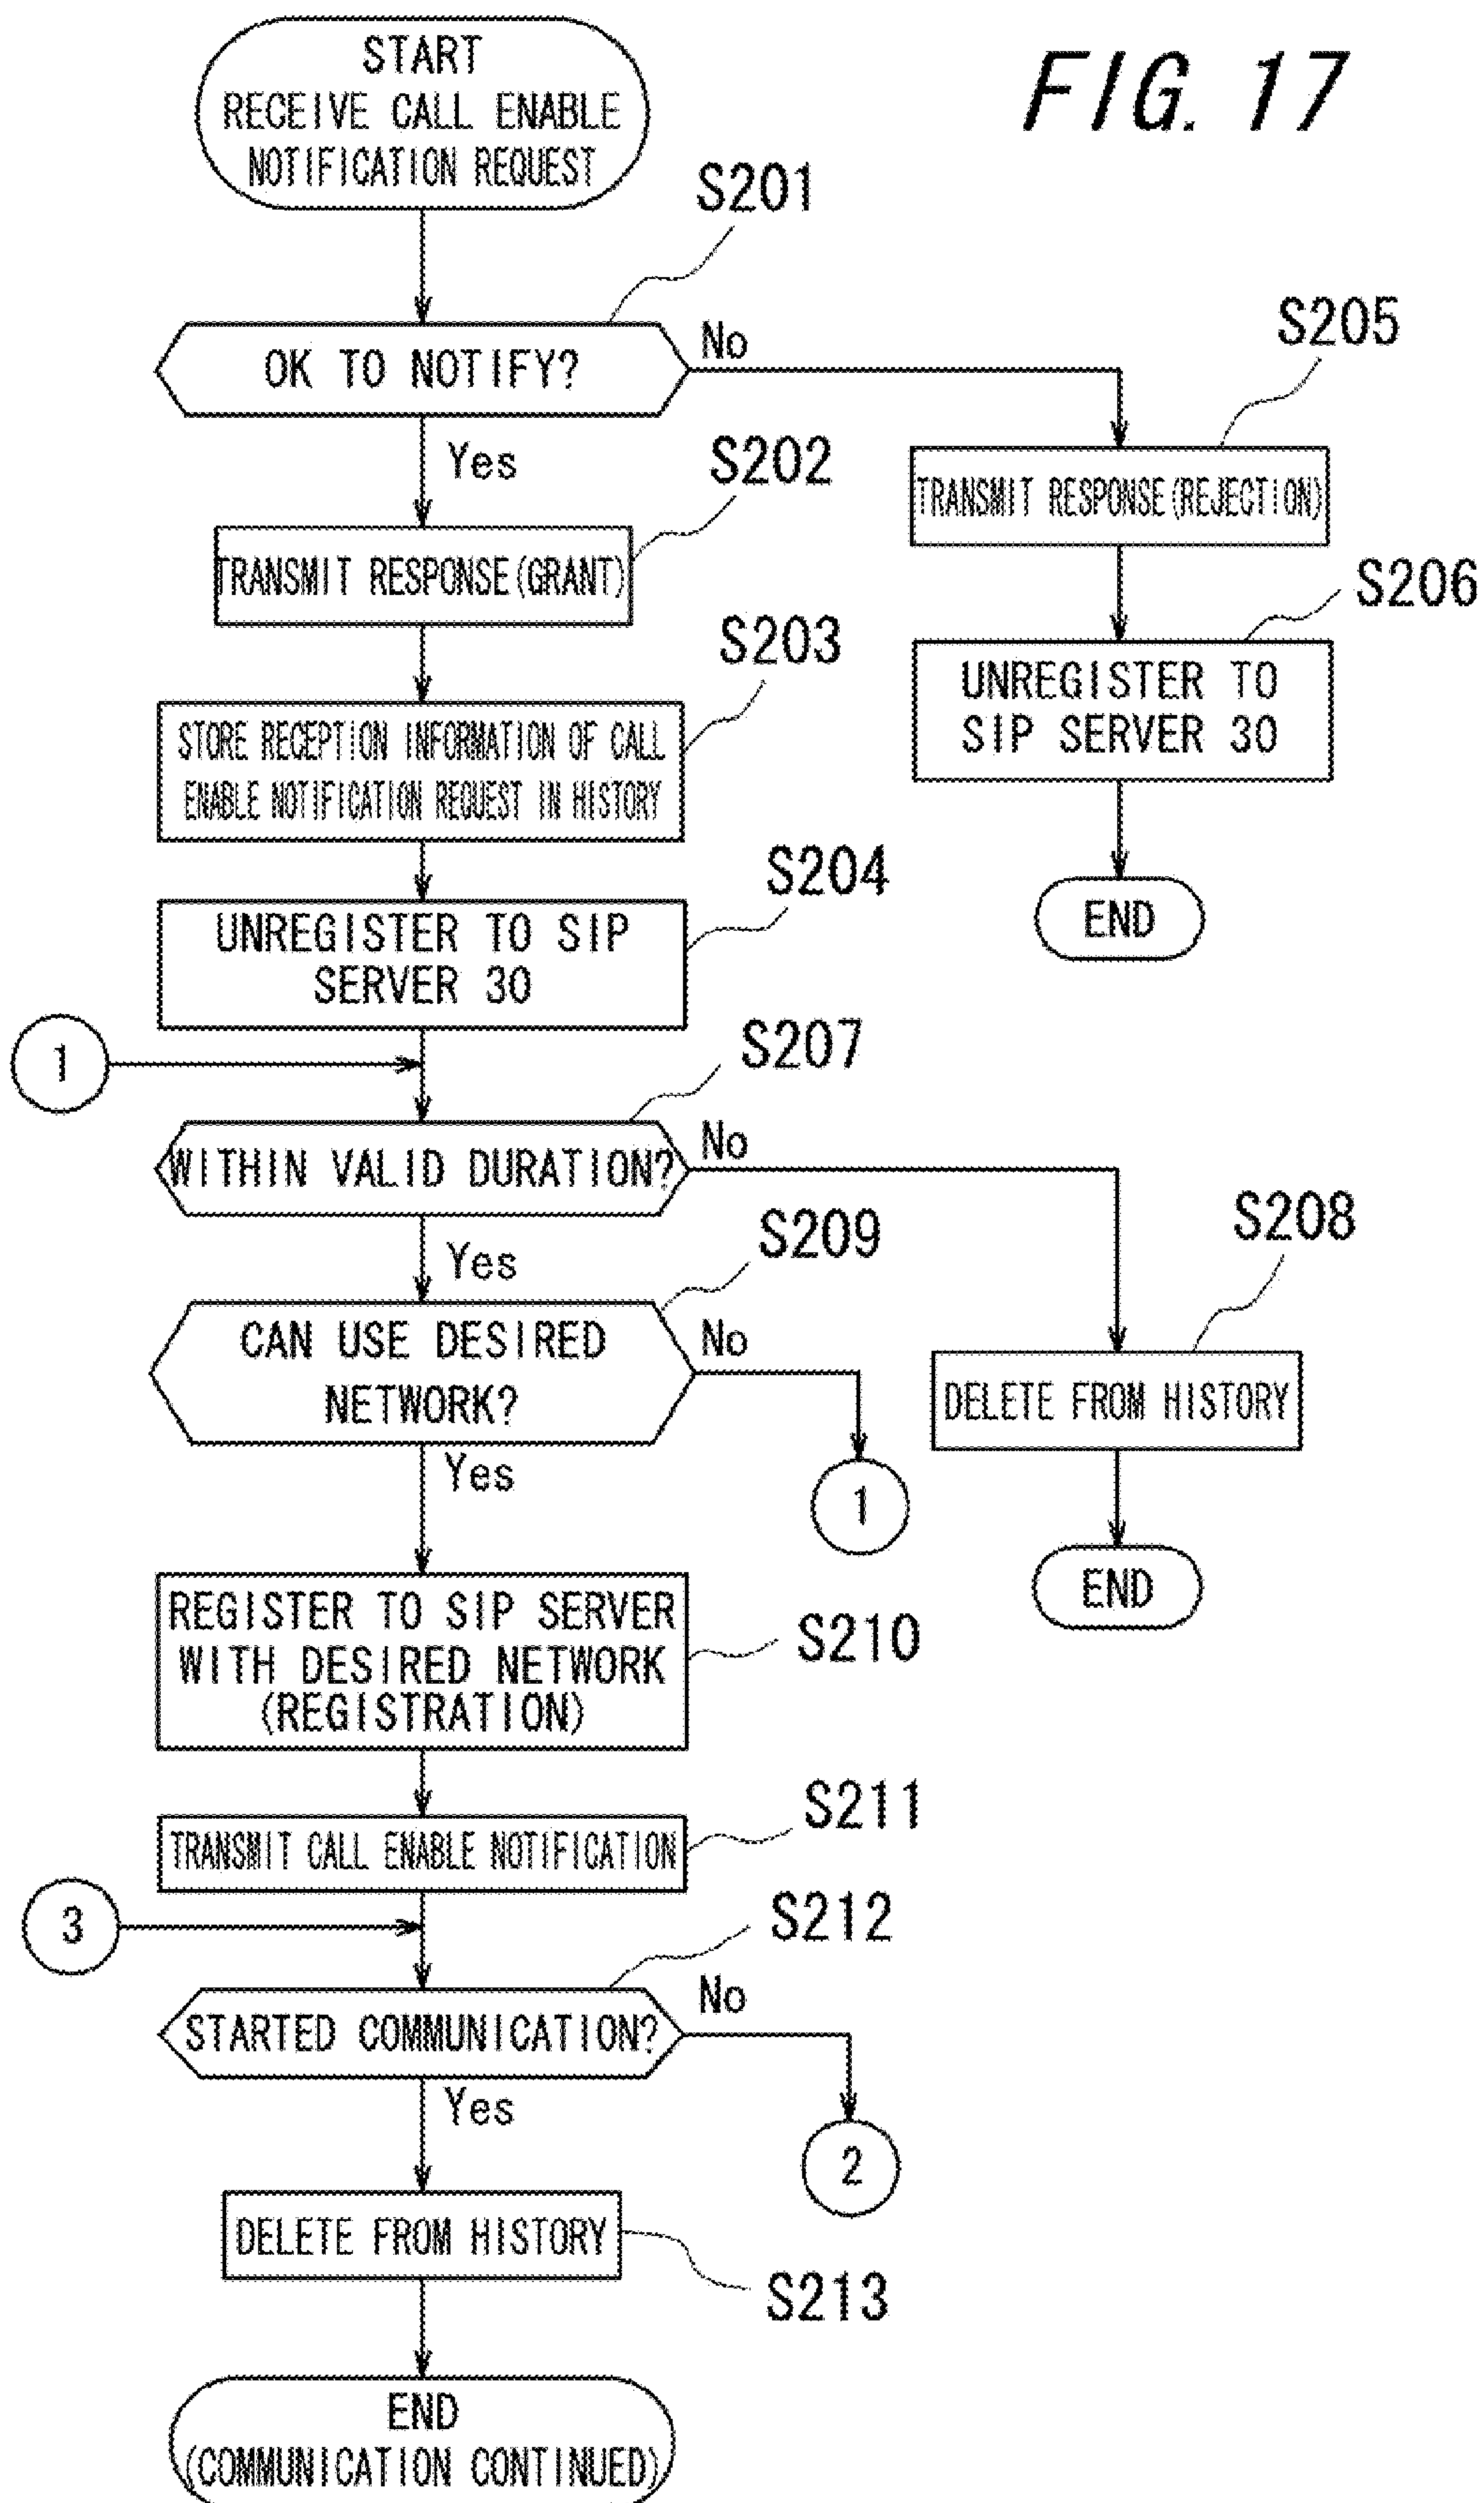 FIG. 17
START
RECEIVE CALL ENABLE
NOTIFICATION REQUEST
S201
OK TO NOTIFY?
No
Yes
S205
TRANSMIT RESPONSE(REJECTION)
S202
TRANSMIT RESPONSE(GRANT)
S206
UNREGISTER TO
SIP SERVER 30
END
S203
STORE RECEPTION INFORMATION OF CALL
ENABLE NOTIFICATION REQUEST IN HISTORY
S204
UNREGISTER TO SIP
SERVER 30
1
S207
WITHIN VALID DURATION?
No
Yes
S208
DELETE FROM HISTORY
END
S209
CAN USE DESIRED
NETWORK?
No
1
Yes
S210
REGISTER TO SIP SERVER
WITH DESIRED NETWORK
(REGISTRATION)
S211
TRANSMIT CALL ENABLE NOTIFICATION
3
S212
STARTED COMMUNICATION?
No
2
Yes
DELETE FROM HISTORY
S213
END
(COMMUNICATION CONTINUED)